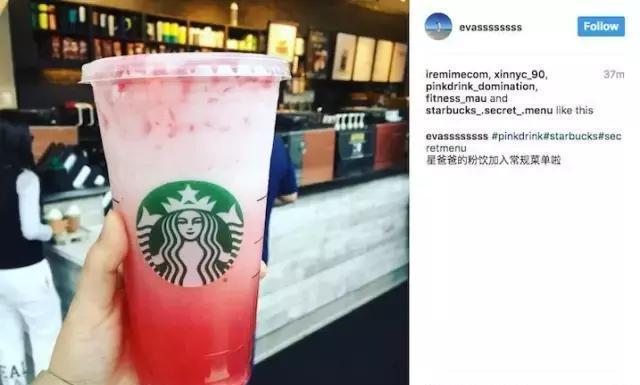 evassssssss
Follow
iremimecom, xinnyc_90,
37m
pinkdrink_domination,
fitness_mau and
starbucks_.secret_.menu like this
evassssssss #pinkdrink#starbucks#sec
retmenu
星爸爸的粉饮加入常规菜单啦